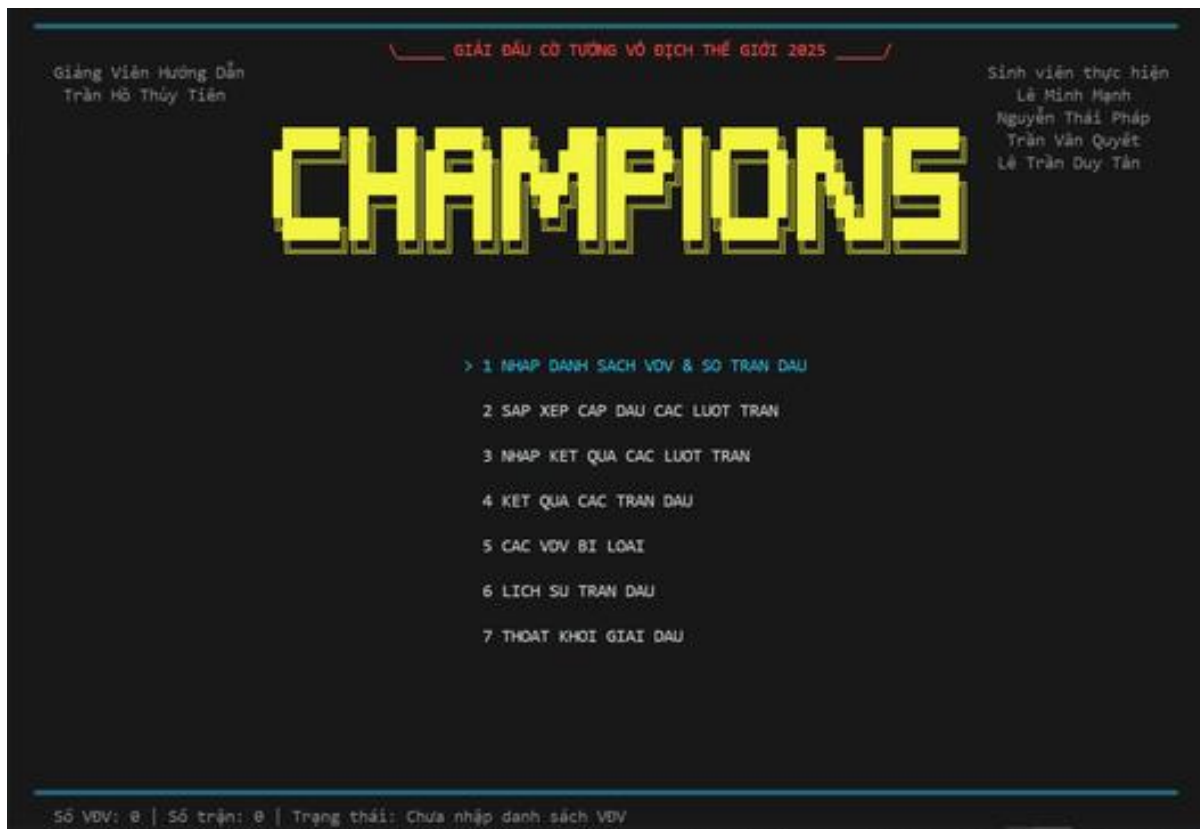 \_____ GIẢI ĐẤU CỜ TƯỚNG VÔ ĐỊCH THẾ GIỚI 2025 _____/
Giảng Viên Hướng Dẫn
Trần Hồ Thủy Tiên
Sinh viên thực hiện
Lê Minh Mạnh
Nguyễn Thái Pháp
Trần Văn Quyết
Lê Trần Duy Tân
CHAMPIONS
> 1 NHAP DANH SACH VDV & SO TRAN DAU
2 SAP XEP CAP DAU CAC LUOT TRAN
3 NHAP KET QUA CAC LUOT TRAN
4 KET QUA CAC TRAN DAU
5 CAC VDV BI LOAI
6 LICH SU TRAN DAU
7 THOAT KHOI GIAI DAU
Số VĐV: 0 | Số trận: 0 | Trạng thái: Chưa nhập danh sách VĐV